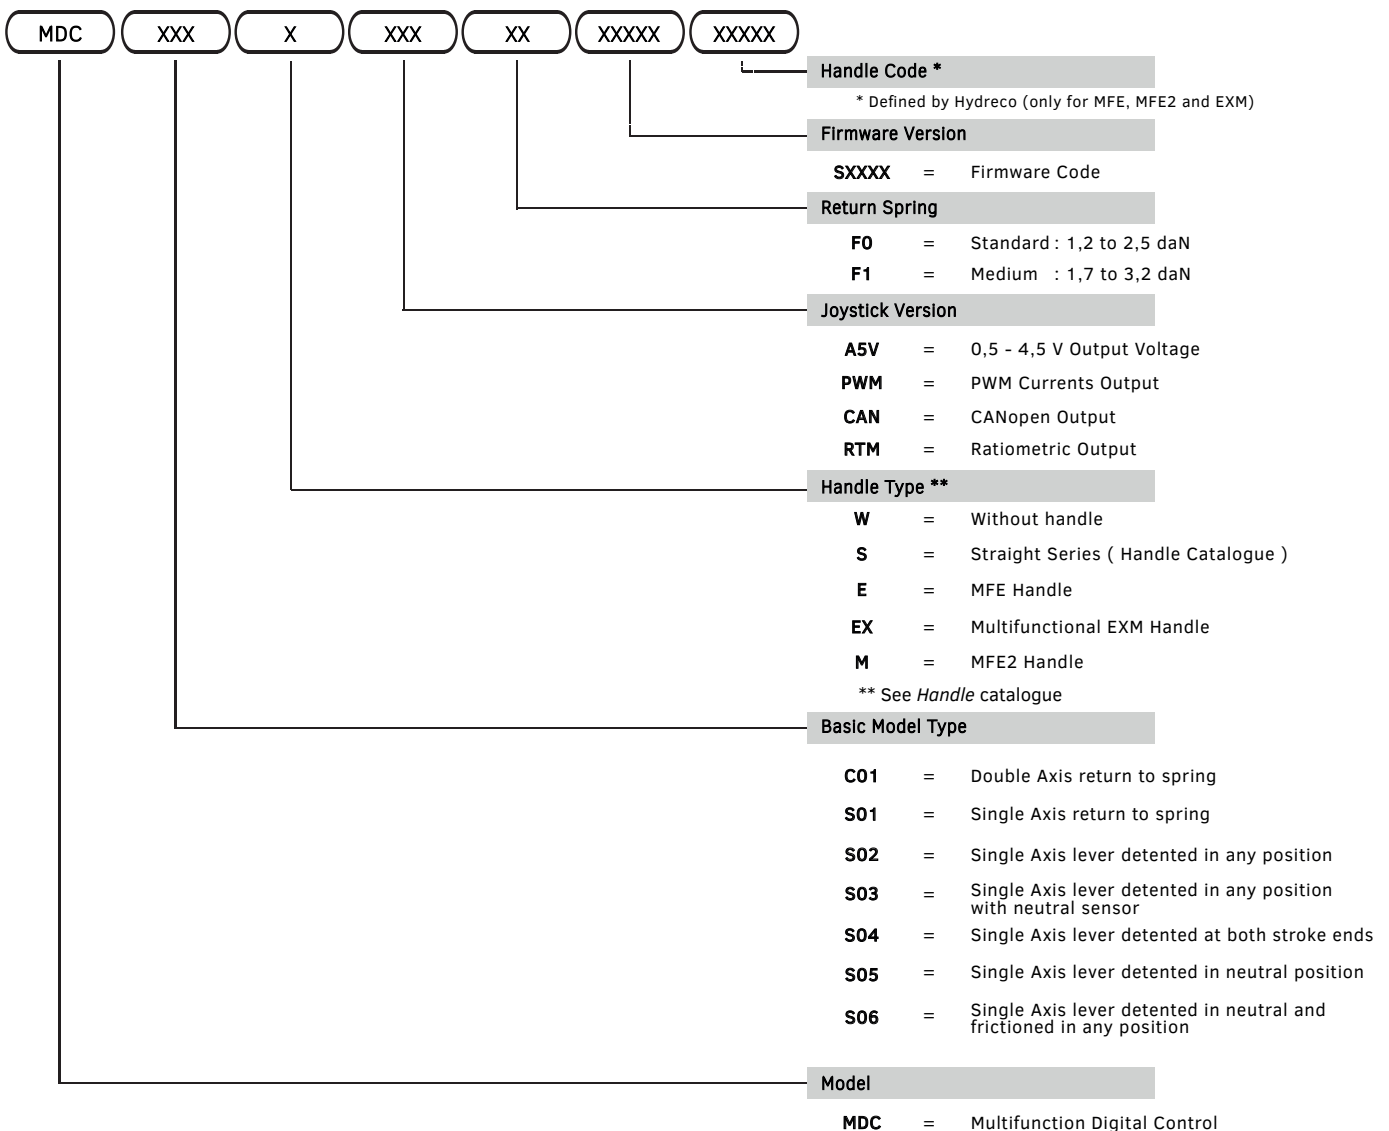 MDC XXX X XXX XX XXXXX XXXXX
Handle Code *
* Defined by Hydreco (only for MFE, MFE2 and EXM)
Firmware Version
SXXXX = Firmware Code
Return Spring
F0 = Standard : 1,2 to 2,5 daN
F1 = Medium : 1,7 to 3,2 daN
Joystick Version
A5V = 0,5 - 4,5 V Output Voltage
PWM = PWM Currents Output
CAN = CANopen Output
RTM = Ratiometric Output
Handle Type **
W = Without handle
S = Straight Series ( Handle Catalogue )
E = MFE Handle
EX = Multifunctional EXM Handle
M = MFE2 Handle
** See Handle catalogue
Basic Model Type
C01 = Double Axis return to spring
S01 = Single Axis return to spring
S02 = Single Axis lever detented in any position
S03 = Single Axis lever detented in any position
with neutral sensor
S04 = Single Axis lever detented at both stroke ends
S05 = Single Axis lever detented in neutral position
S06 = Single Axis lever detented in neutral and
frictioned in any position
Model
MDC = Multifunction Digital Control